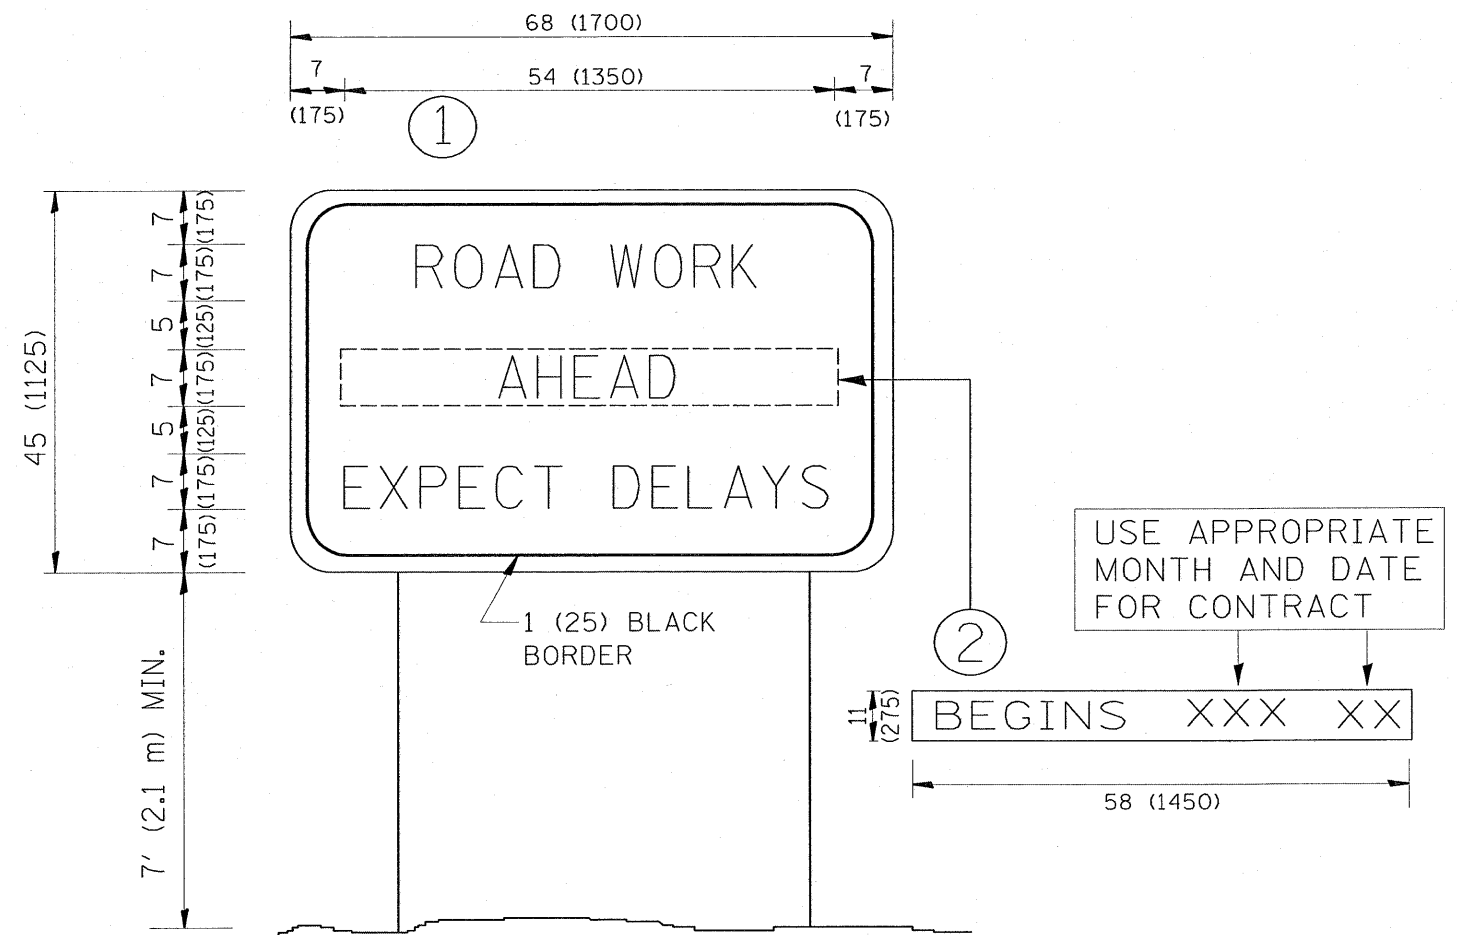 68 (1700)
7
54 (1350)
7
(175)
(175)
1
7
(175)
7
(175)
5
(125)
7
(175)
5
(125)
7
(175)
7
(175)
45 (1125)
ROAD WORK
AHEAD
EXPECT DELAYS
1 (25) BLACK
BORDER
7' (2.1 m) MIN.
2
USE APPROPRIATE
MONTH AND DATE
FOR CONTRACT
11
(275)
BEGINS XXX XX
58 (1450)